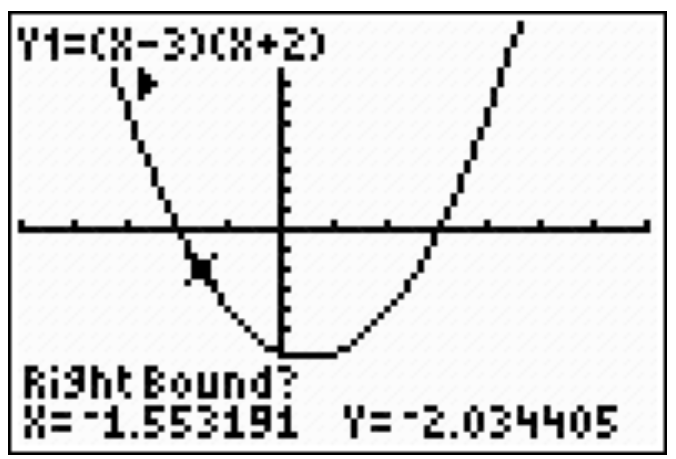 Y1=(X-3)(X+2)
Right Bound?
X=⁻1.553191 Y=⁻2.034405